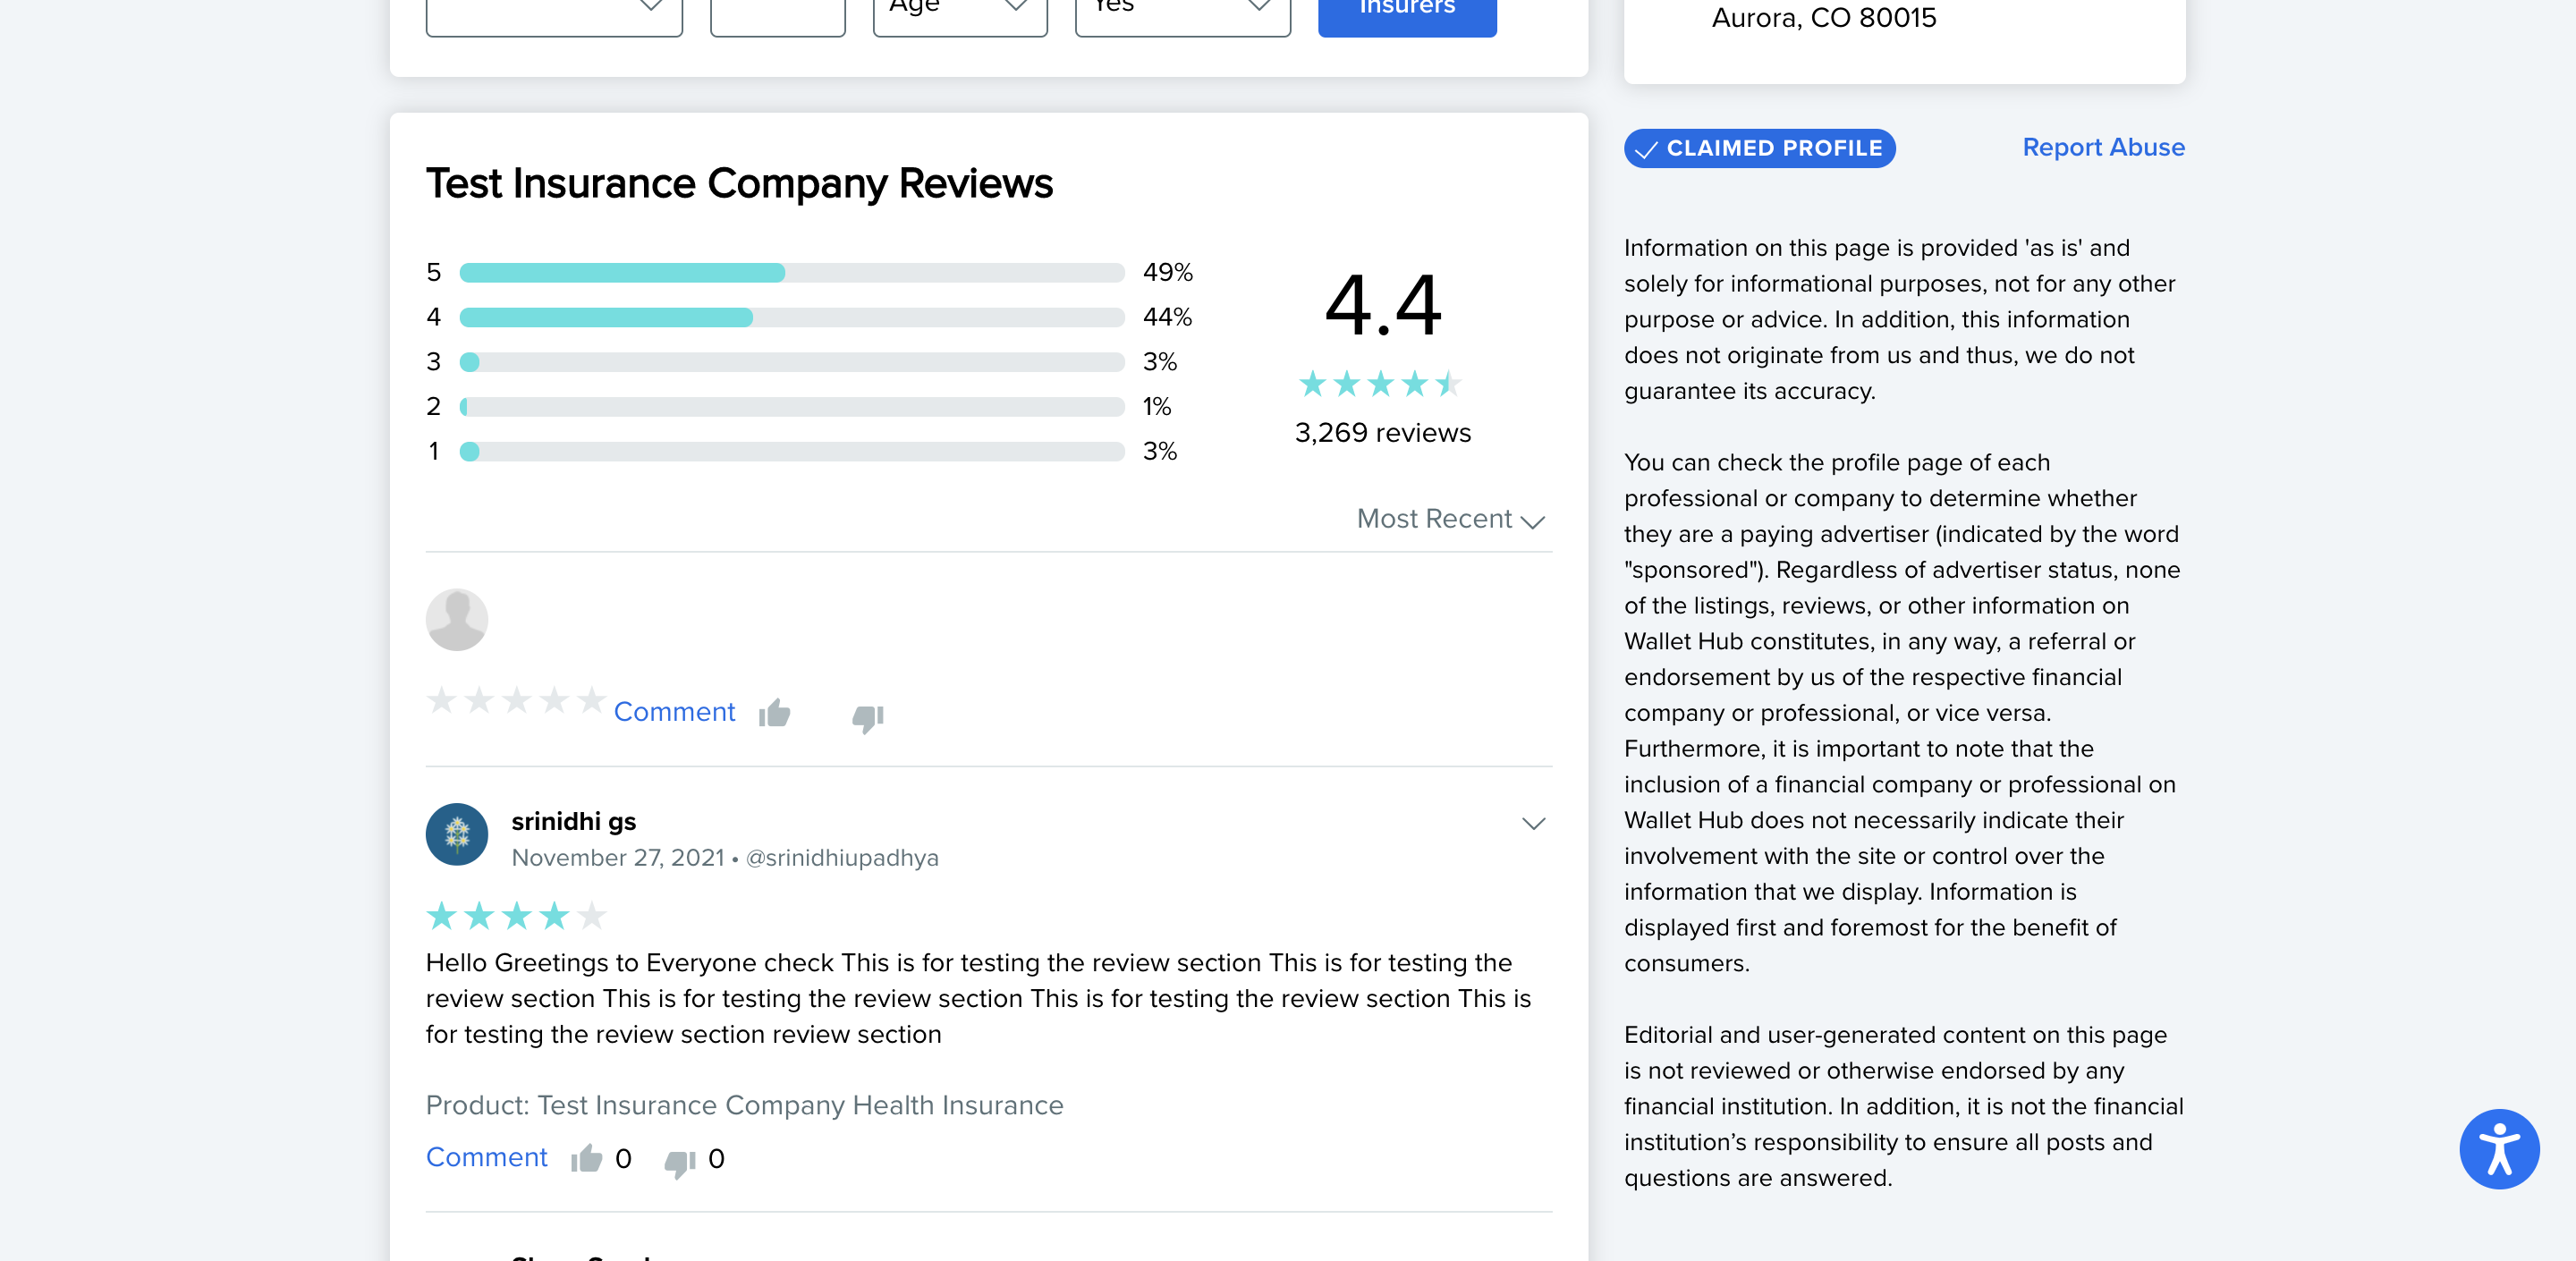 Age
Yes
Insurers
Aurora, CO 80015
Test Insurance Company Reviews
5 49%
4 44%
3 3%
2 1%
1 3%
4.4
3,269 reviews
Most Recent
Comment
srinidhi gs
November 27, 2021 • @srinidhiupadhya
Hello Greetings to Everyone check This is for testing the review section This is for testing the
review section This is for testing the review section This is for testing the review section This is
for testing the review section review section
Product: Test Insurance Company Health Insurance
Comment 0 0
CLAIMED PROFILE
Report Abuse
Information on this page is provided 'as is' and
solely for informational purposes, not for any other
purpose or advice. In addition, this information
does not originate from us and thus, we do not
guarantee its accuracy.
You can check the profile page of each
professional or company to determine whether
they are a paying advertiser (indicated by the word
"sponsored"). Regardless of advertiser status, none
of the listings, reviews, or other information on
Wallet Hub constitutes, in any way, a referral or
endorsement by us of the respective financial
company or professional, or vice versa.
Furthermore, it is important to note that the
inclusion of a financial company or professional on
Wallet Hub does not necessarily indicate their
involvement with the site or control over the
information that we display. Information is
displayed first and foremost for the benefit of
consumers.
Editorial and user-generated content on this page
is not reviewed or otherwise endorsed by any
financial institution. In addition, it is not the financial
institution’s responsibility to ensure all posts and
questions are answered.